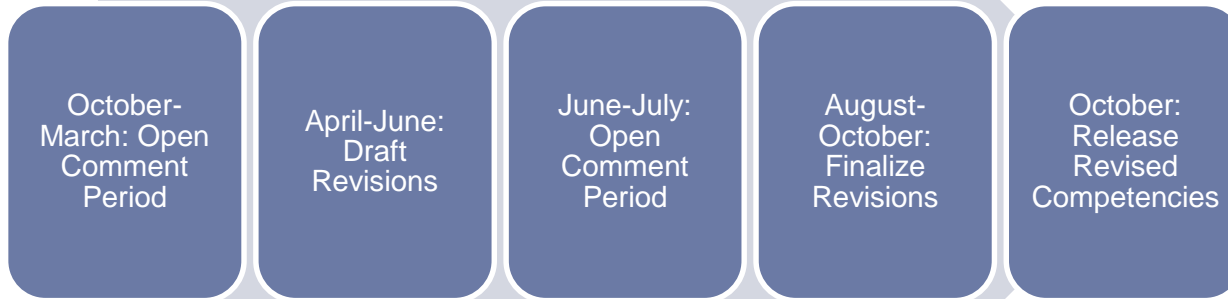 October-
March: Open
Comment
Period
April-June:
Draft
Revisions
June-July:
Open
Comment
Period
August-
October:
Finalize
Revisions
October:
Release
Revised
Competencies